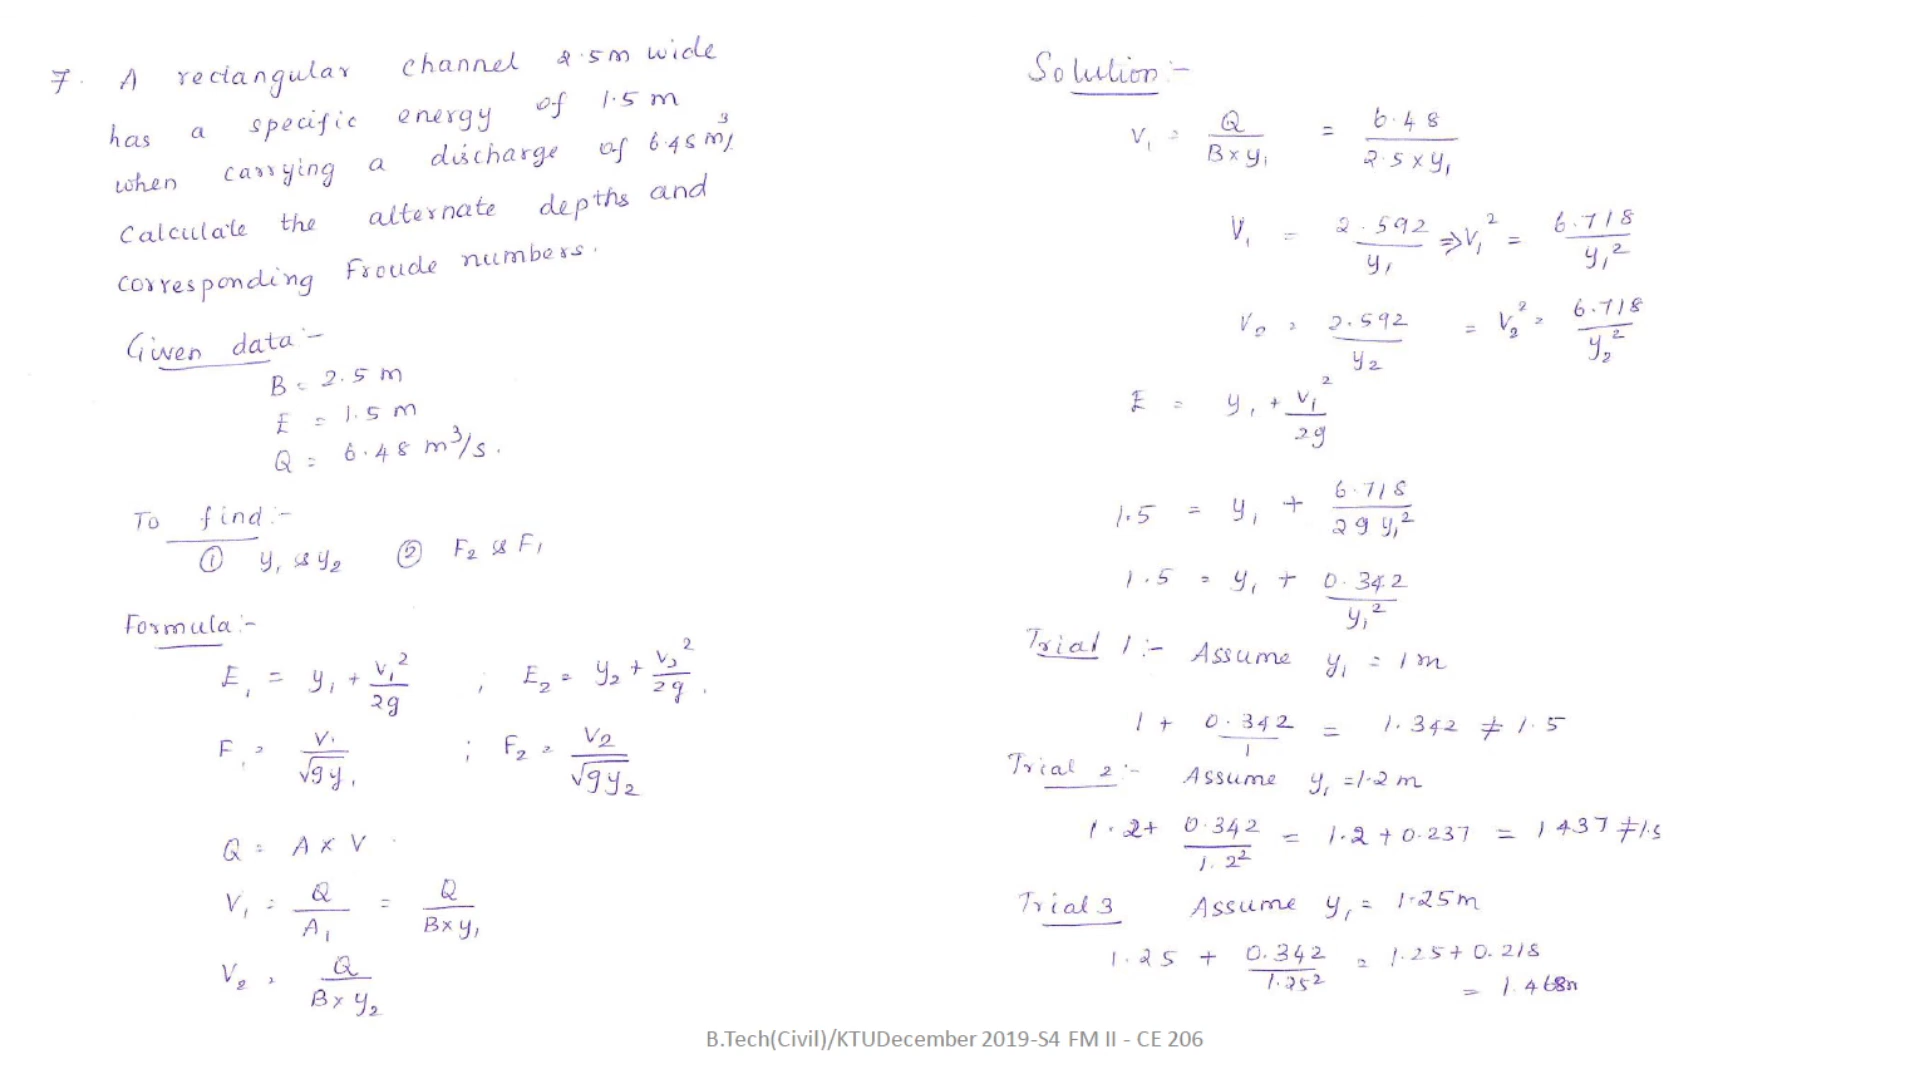 7. A rectangular channel 2.5m wide
has a specific energy of 1.5 m
when carrying a discharge of 6.48 m³/
Calculate the alternate depths and
corresponding Froude numbers.
Given data :-
B = 2.5 m
E = 1.5 m
Q = 6.48 m³/s.
To find :-
① y₁ & y₂ ② F₂ & F₁
Formula :-
E₁ = y₁ + V₁²/2g ; E₂ = y₂ + V₂²/2g.
F₁ = V₁/√gy₁ ; F₂ = V₂/√gy₂
Q = A x V
V₁ = Q/A₁ = Q/B x y₁
V₂ = Q/B x y₂
Solution :-
V₁ = Q/B x y₁ = 6.48/2.5 x y₁
V₁ = 2.592/y₁ ⇒ V₁² = 6.718/y₁²
V₂ = 2.592/y₂ = V₂² = 6.718/y₂²
E = y₁ + V₁²/2g
1.5 = y₁ + 6.718/2g y₁²
1.5 = y₁ + 0.342/y₁²
Trial 1 :- Assume y₁ = 1m
1 + 0.342/1 = 1.342 ≠ 1.5
Trial 2 :- Assume y₁ = 1.2 m
1.2 + 0.342/1.2² = 1.2 + 0.237 = 1.437 ≠ 1.5
Trial 3 Assume y₁ = 1.25m
1.25 + 0.342/1.25² = 1.25 + 0.218
= 1.468m
B.Tech(Civil)/KTUDecember 2019-S4 FM II - CE 206